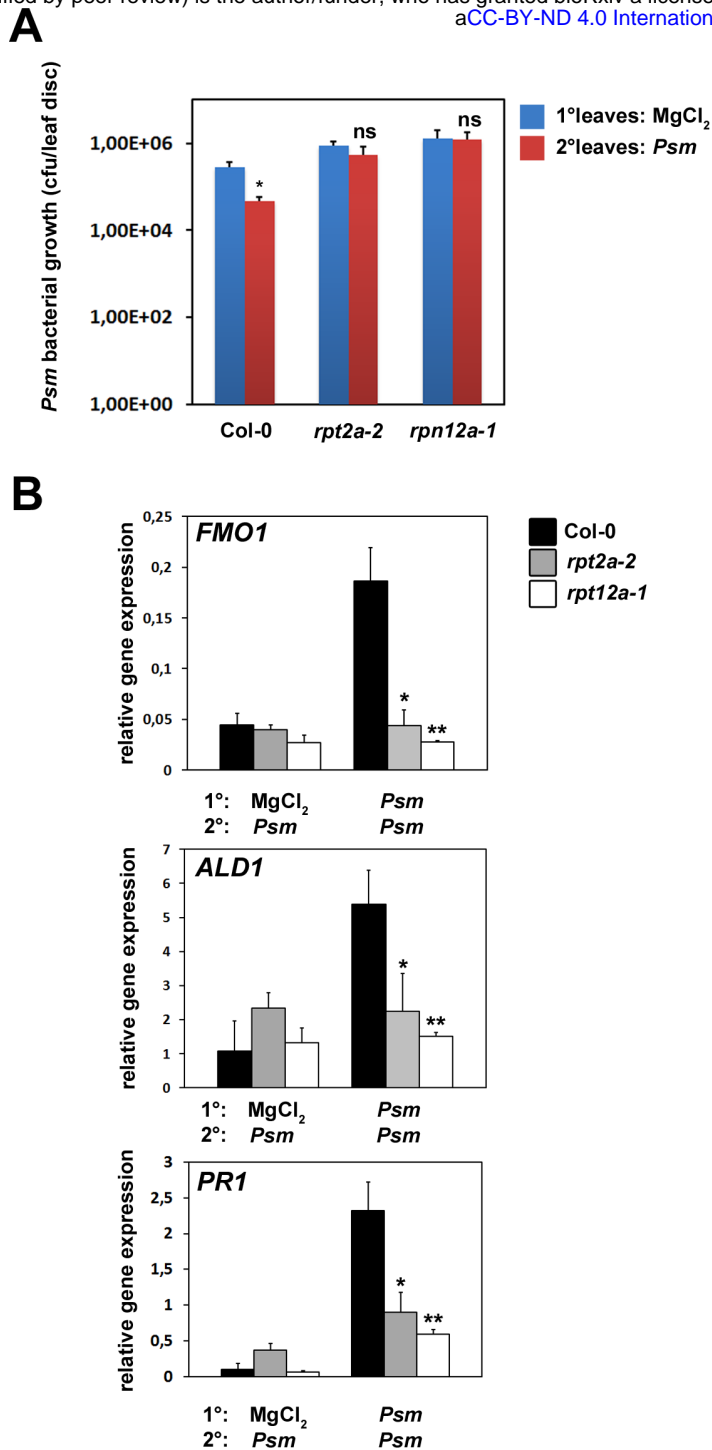 aCC-BY-ND 4.0 International
A
Psm bacterial growth (cfu/leaf disc)
1,00E+06
1,00E+04
1,00E+02
1,00E+00
* ns ns
Col-0 rpt2a-2 rpn12a-1
1°leaves: MgCl2
2°leaves: Psm
B
Col-0
rpt2a-2
rpt12a-1
FMO1
relative gene expression
0,25
0,2
0,15
0,1
0,05
0
* **
1°: MgCl2 Psm
2°: Psm Psm
ALD1
relative gene expression
7
6
5
4
3
2
1
0
* **
1°: MgCl2 Psm
2°: Psm Psm
PR1
relative gene expression
3
2,5
2
1,5
1
0,5
0
* **
1°: MgCl2 Psm
2°: Psm Psm